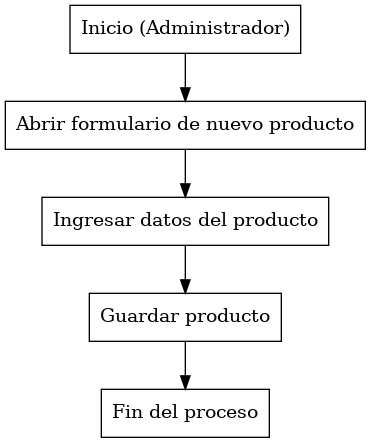 Inicio (Administrador)
Abrir formulario de nuevo producto
Ingresar datos del producto
Guardar producto
Fin del proceso